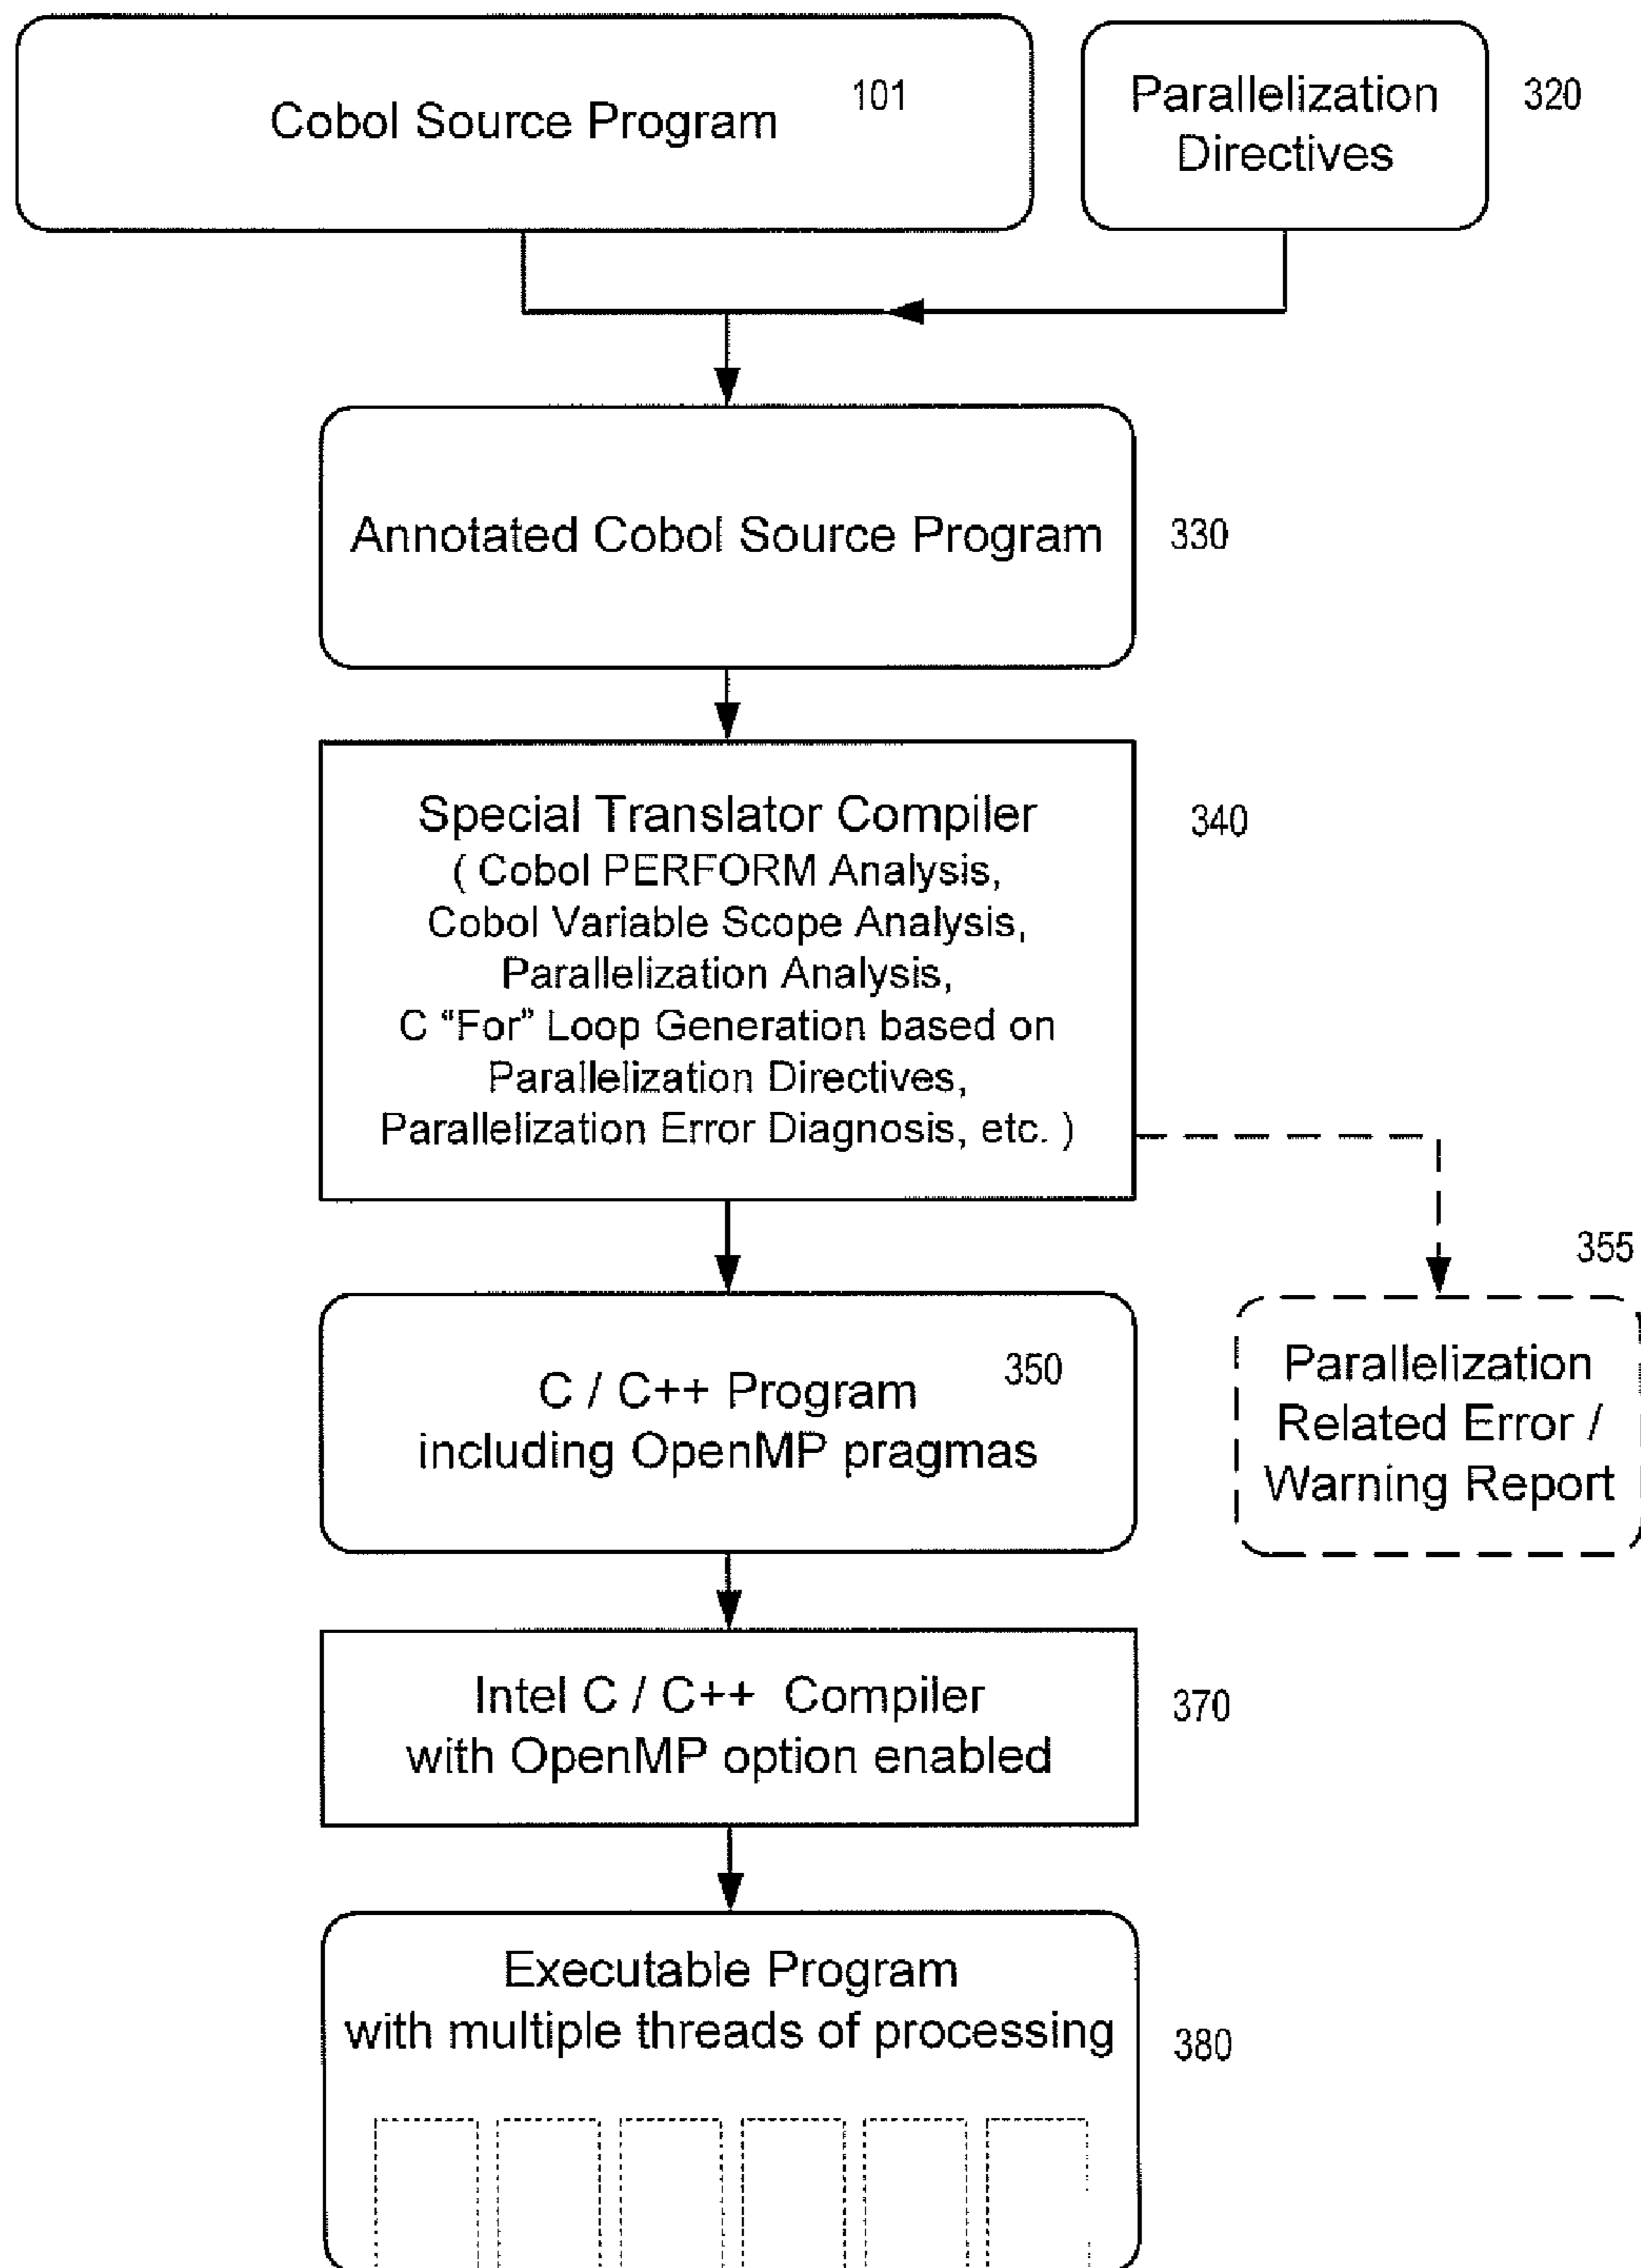 Cobol Source Program
101
Parallelization
Directives
320
Annotated Cobol Source Program
330
Special Translator Compiler
( Cobol PERFORM Analysis,
Cobol Variable Scope Analysis,
Parallelization Analysis,
C “For” Loop Generation based on
Parallelization Directives,
Parallelization Error Diagnosis, etc. )
340
355
Parallelization
Related Error /
Warning Report
C / C++ Program
including OpenMP pragmas
350
Intel C / C++ Compiler
with OpenMP option enabled
370
Executable Program
with multiple threads of processing
380